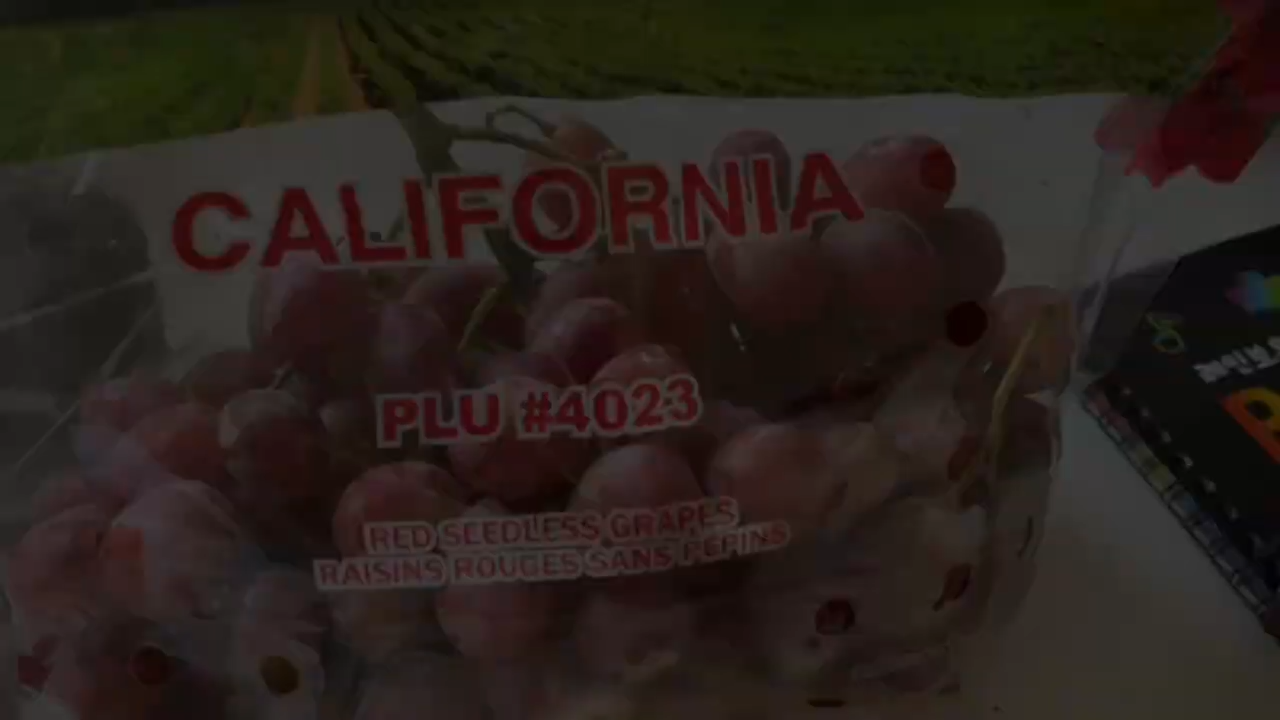 CALIFORNIA
PLU #4023
RED SEEDLESS GRAPES
RAISINS ROUGES SANS PEPINS